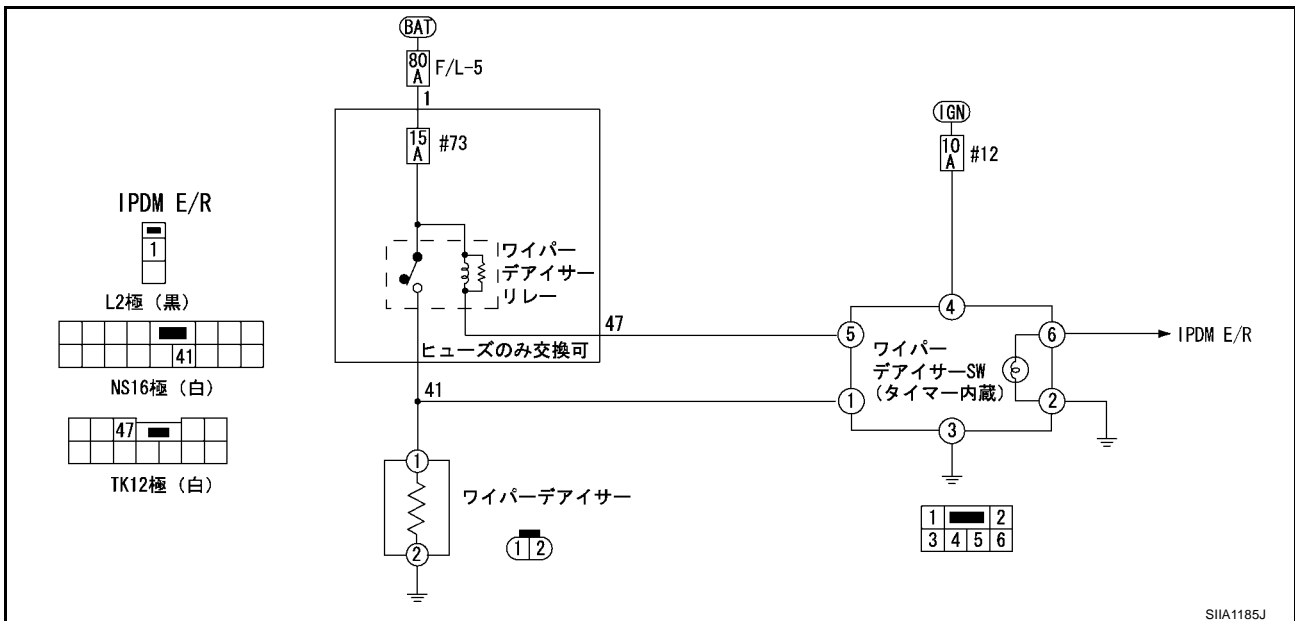 BAT
80
A
F/L-5
1
15
A
#73
IGN
10
A
#12
IPDM E/R
1
L2極 (黒)
41
NS16極 (白)
47
TK12極 (白)
ワイパー
デアイサー
リレー
47
ヒューズのみ交換可
41
1
ワイパーデアイサー
2
1 2
4
5
6
IPDM E/R
ワイパー
デアイサーSW
(タイマー内蔵)
1
2
3
1 2
3 4 5 6
SIIA1185J